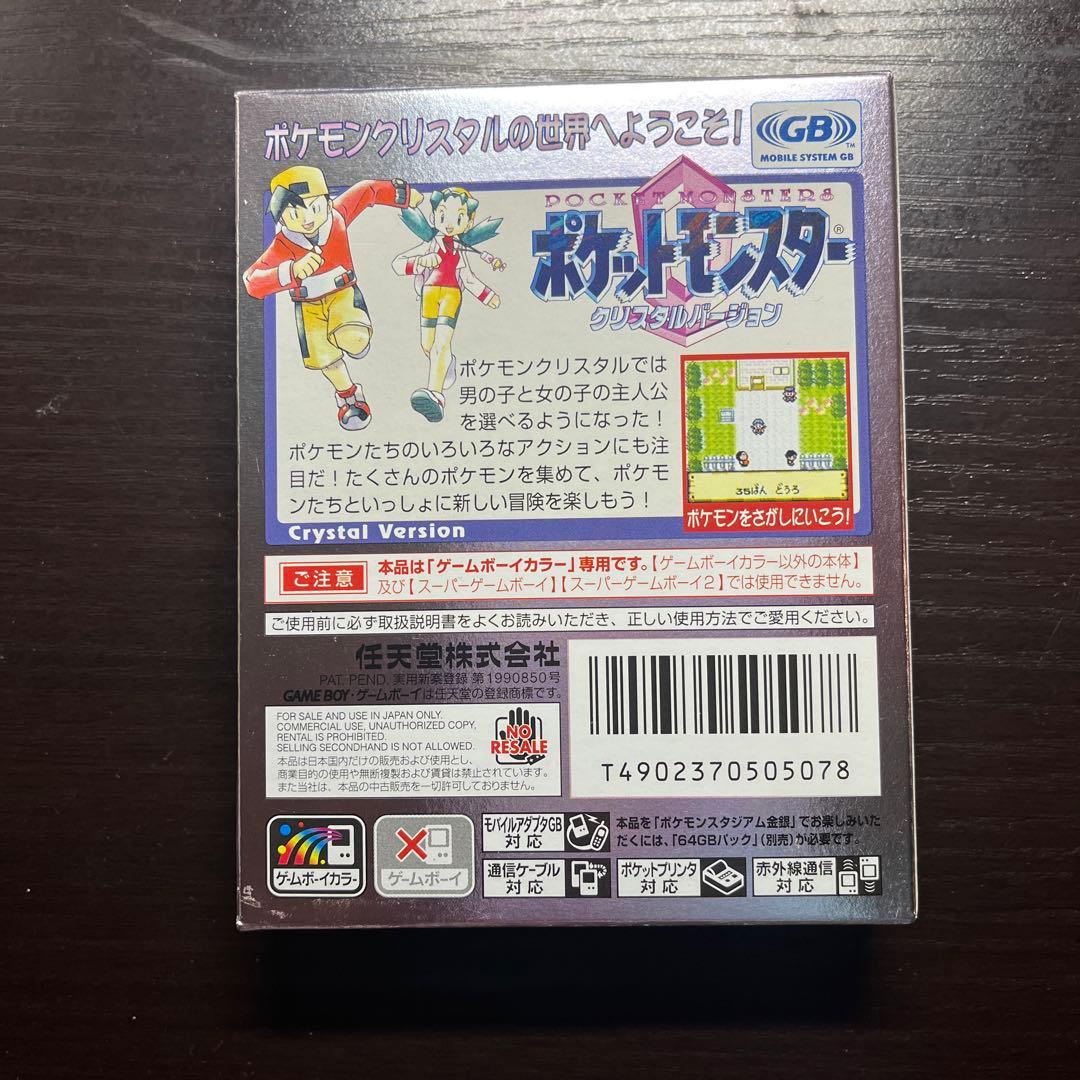 ポケモンクリスタルの世界へようこそ!
GB
TM
MOBILE SYSTEM GB
POCKET MONSTERS
ポケットモンスター®
クリスタルバージョン
ポケモンクリスタルでは
男の子と女の子の主人公
を選べるようになった!
ポケモンたちのいろいろなアクションにも注
目だ!たくさんのポケモンを集めて、ポケモ
ンたちといっしょに新しい冒険を楽しもう!
35ばん どうろ
ポケモンをさがしにいこう!
Crystal Version
ご注意
本品は「ゲームボーイカラー」専用です。【ゲームボーイカラー以外の本体】
及び【スーパーゲームボーイ】【スーパーゲームボーイ2】では使用できません。
ご使用前に必ず取扱説明書をよくお読みいただき、正しい使用方法でご愛用ください。
任天堂株式会社
PAT. PEND. 実用新案登録 第1990850号
GAME BOY・ゲームボーイは任天堂の登録商標です。
FOR SALE AND USE IN JAPAN ONLY.
COMMERCIAL USE, UNAUTHORIZED COPY,
RENTAL IS PROHIBITED.
SELLING SECONDHAND IS NOT ALLOWED.
本品は日本国内だけの販売および使用とし、
商業目的の使用や無断複製および賃貸は禁止されています。
また当社は、本品の中古販売を一切許可しておりません。
NO
RESALE
T4902370505078
ゲームボーイカラー
ゲームボーイ
モバイルアダプタGB
対応
本品を「ポケモンスタジアム金銀」でお楽しみいた
だくには、「64GBパック」(別売)が必要です。
通信ケーブル
対応
ポケットプリンタ
対応
赤外線通信
対応